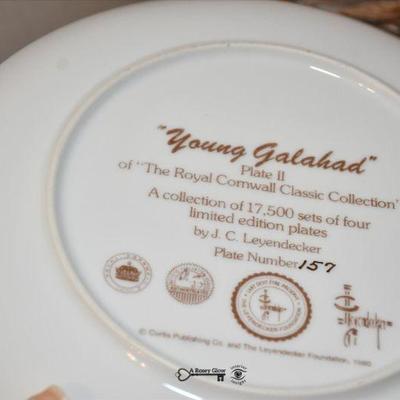 "Young Galahad"
Plate II
of "The Royal Cornwall Classic Collection"
A collection of 17,500 sets of four
limited edition plates
by J. C. Leyendecker
Plate Number 157
© Curtis Publishing Co. and The Leyendecker Foundation, 1980
A Rosey Glow